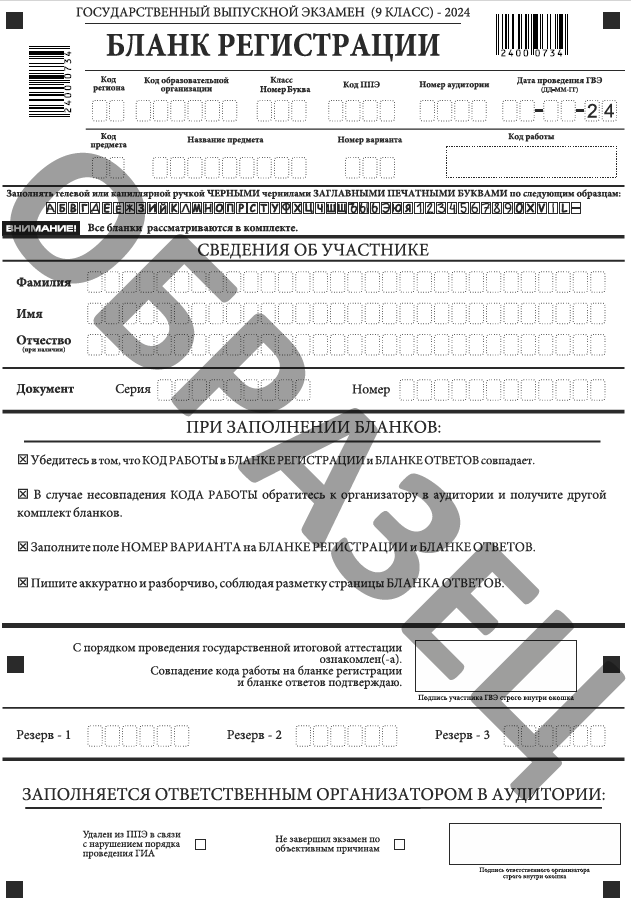 ГОСУДАРСТВЕННЫЙ ВЫПУСКНОЙ ЭКЗАМЕН (9 КЛАСС) - 2024
БЛАНК РЕГИСТРАЦИИ
2400 0734
2400 0734
Код региона
Код образовательной организации
Класс Номер Буква
Код ППЭ
Номер аудитории
Дата проведения ГВЭ (ДД-ММ-ГГ)
- -24
Код предмета
Название предмета
Номер варианта
Код работы
Заполнять гелевой или капиллярной ручкой ЧЕРНЫМИ чернилами ЗАГЛАВНЫМИ ПЕЧАТНЫМИ БУКВАМИ по следующим образцам:
АБВГДЕЁЖЗИЙКЛМНОПРСТУФХЦЧШЩЪЫЬЭЮЯ1234567890XVIL-
ВНИМАНИЕ! Все бланки рассматриваются в комплекте.
СВЕДЕНИЯ ОБ УЧАСТНИКЕ
Фамилия
Имя
Отчество
(при наличии)
Документ Серия Номер
ПРИ ЗАПОЛНЕНИИ БЛАНКОВ:
☒ Убедитесь в том, что КОД РАБОТЫ в БЛАНКЕ РЕГИСТРАЦИИ и БЛАНКЕ ОТВЕТОВ совпадает.
☒ В случае несовпадения КОДА РАБОТЫ обратитесь к организатору в аудитории и получите другой
комплект бланков.
☒ Заполните поле НОМЕР ВАРИАНТА на БЛАНКЕ РЕГИСТРАЦИИ и БЛАНКЕ ОТВЕТОВ.
☒ Пишите аккуратно и разборчиво, соблюдая разметку страницы БЛАНКА ОТВЕТОВ.
С порядком проведения государственной итоговой аттестации
ознакомлен(-а).
Совпадение кода работы на бланке регистрации
и бланке ответов подтверждаю.
Подпись участника ГВЭ строго внутри окошка
Резерв - 1 Резерв - 2 Резерв - 3
ЗАПОЛНЯЕТСЯ ОТВЕТСТВЕННЫМ ОРГАНИЗАТОРОМ В АУДИТОРИИ:
Удален из ППЭ в связи
с нарушением порядка
проведения ГИА
Не завершил экзамен по
объективным причинам
Подпись ответственного организатора
строго внутри окошка
ОБРАЗЕЦ